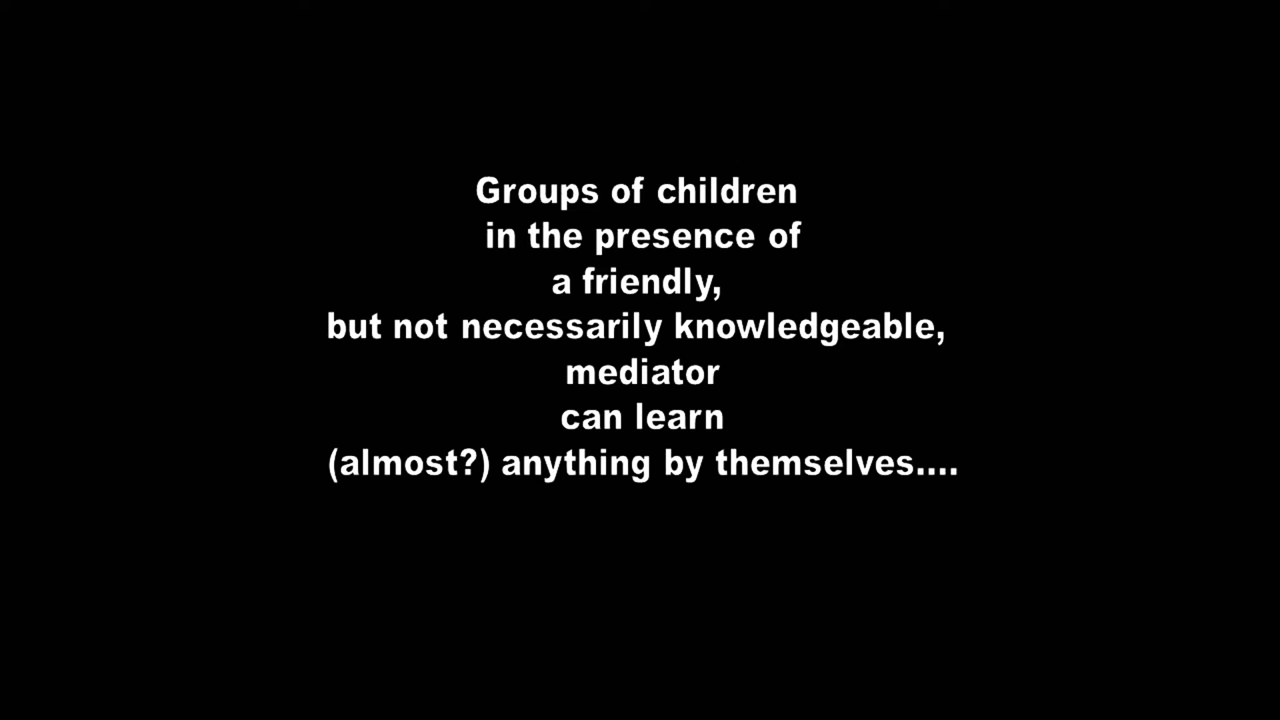 Groups of children
in the presence of
a friendly,
but not necessarily knowledgeable,
mediator
can learn
(almost?) anything by themselves....